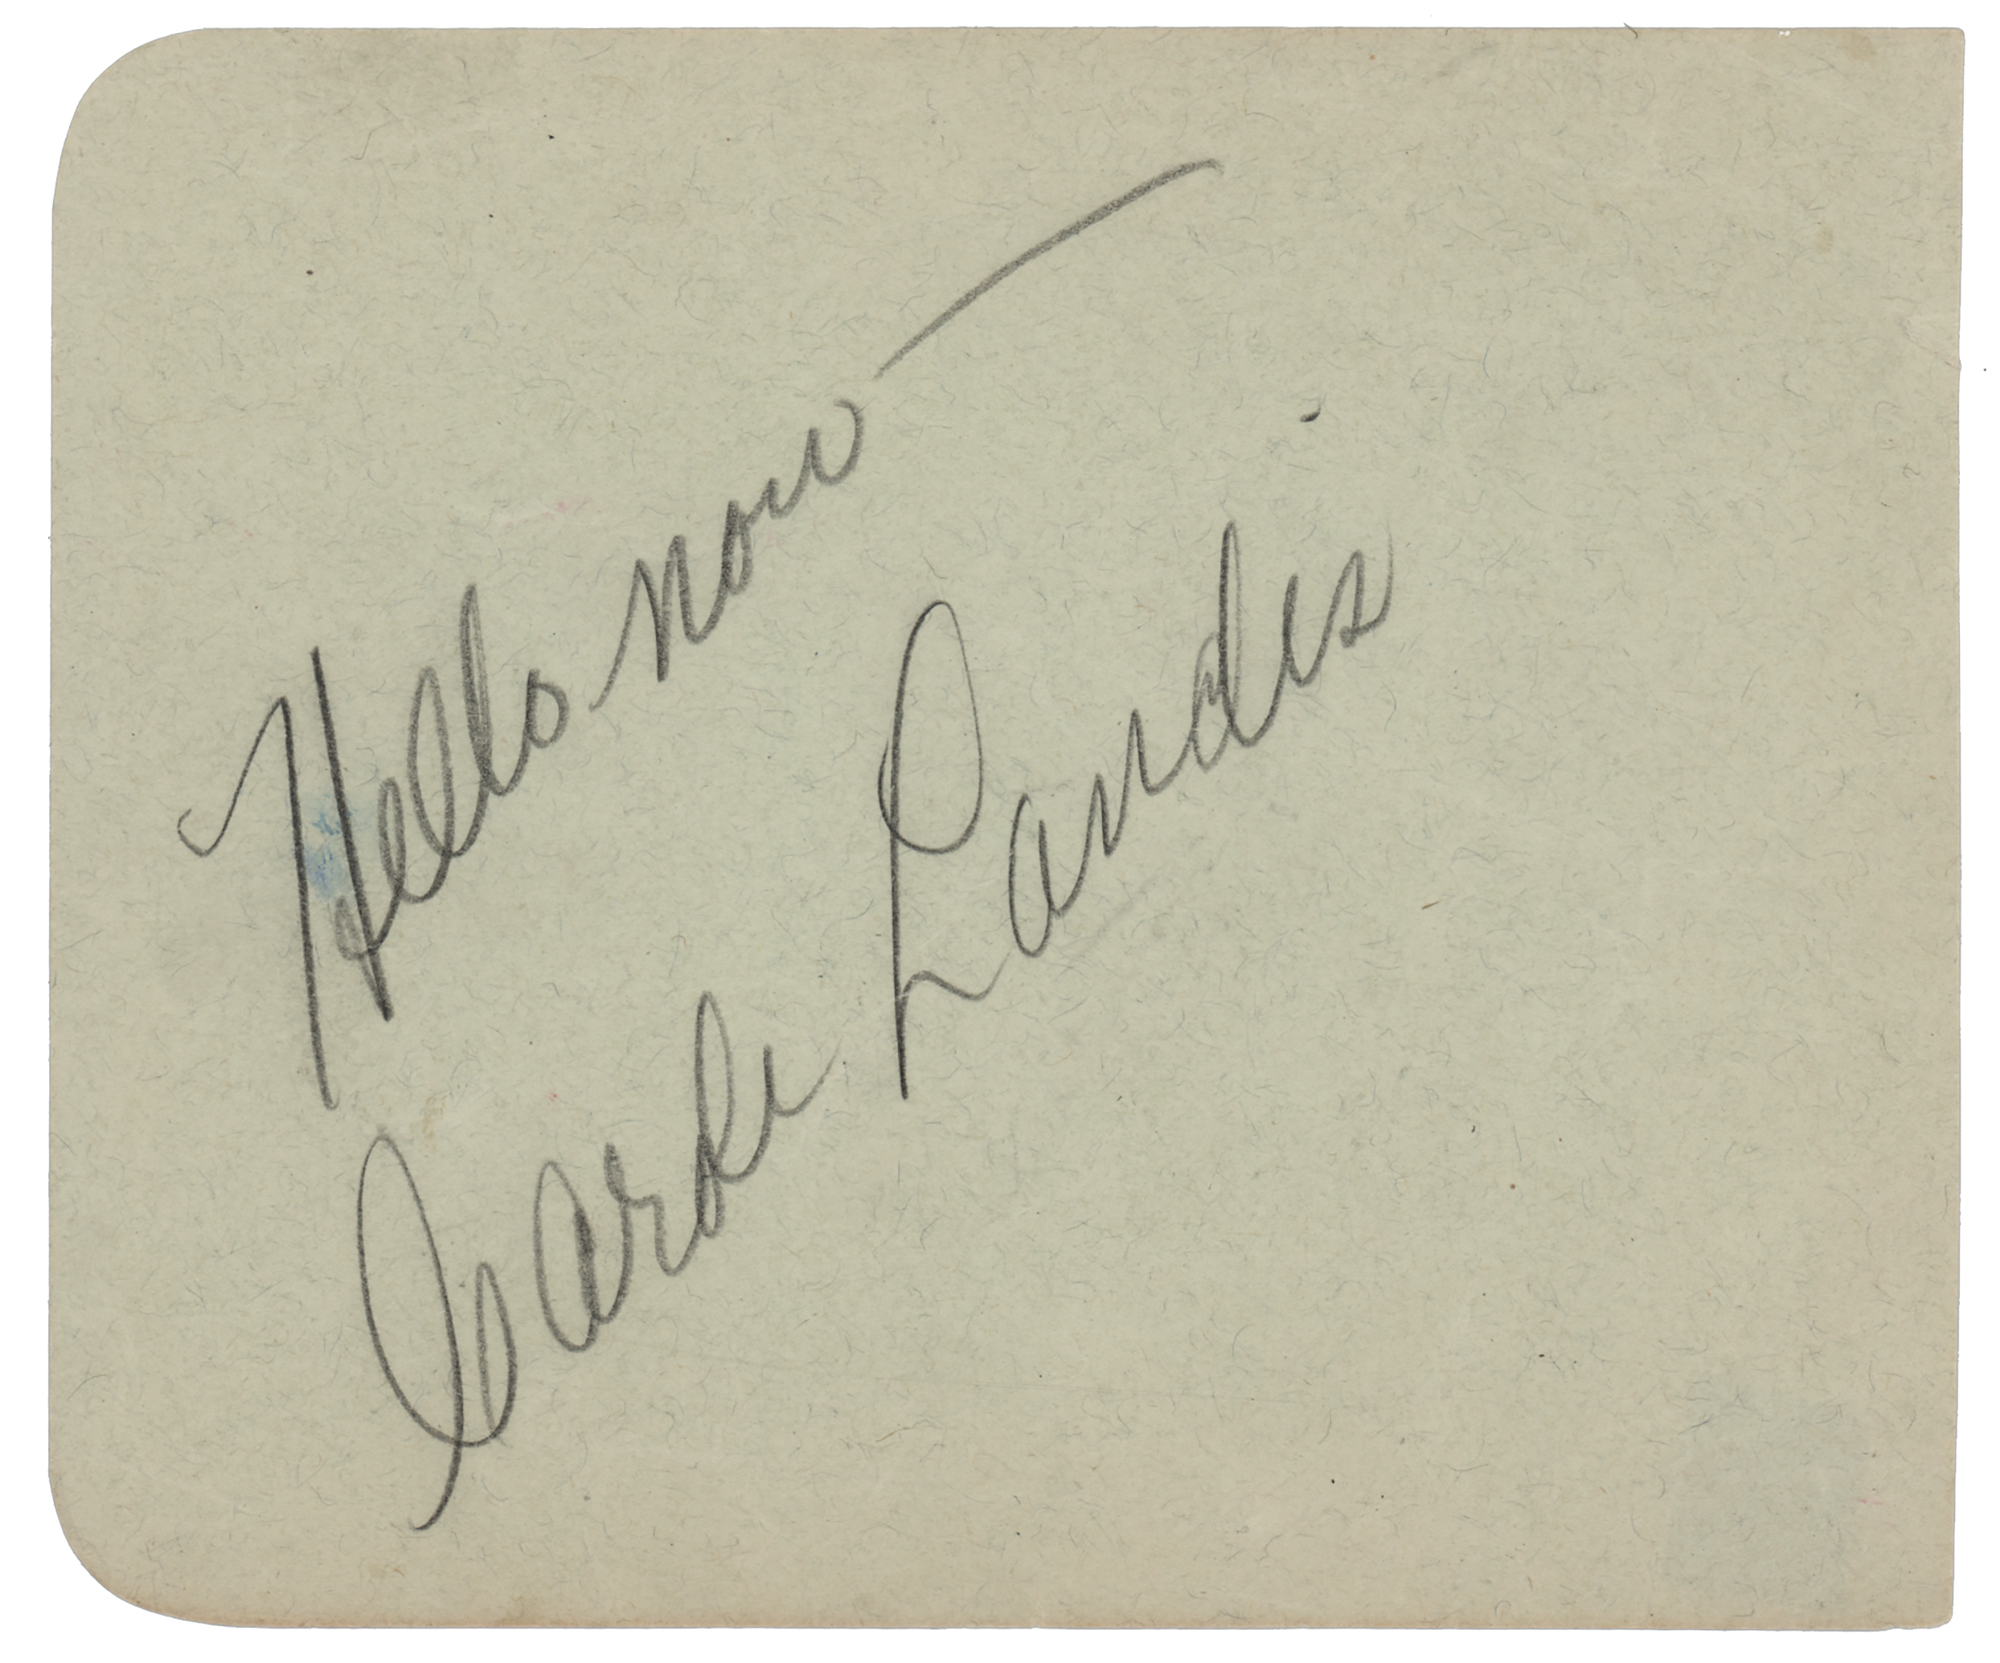 Hello now —
Carole Landis